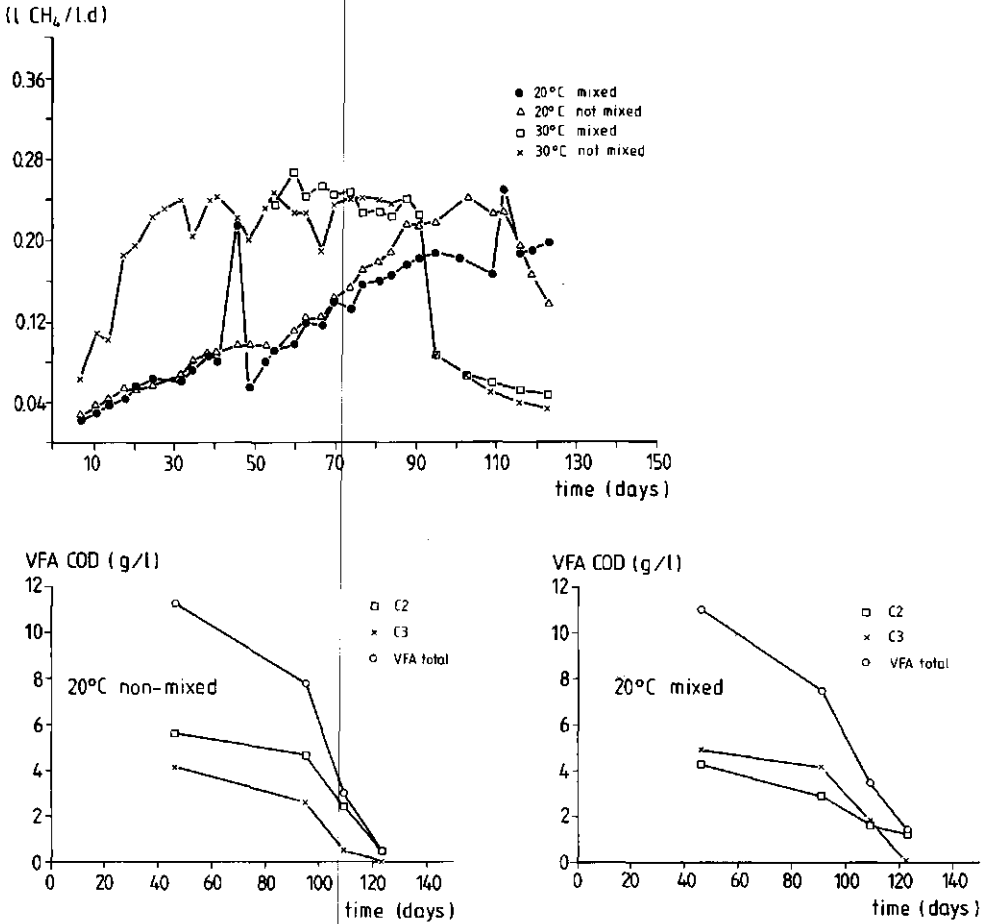 (l CH₄/l.d)
0.36
0.28
0.20
0.12
0.04
● 20°C mixed
△ 20°C not mixed
□ 30°C mixed
× 30°C not mixed
10 30 50 70 90 110 130 150
time (days)
VFA COD (g/l)
12
10
8
6
4
2
0
□ C2
× C3
○ VFA total
20°C non-mixed
0 20 40 60 80 100 120 140
time (days)
VFA COD (g/l)
12
10
8
6
4
2
0
□ C2
× C3
○ VFA total
20°C mixed
0 20 40 60 80 100 120 140
time (days)